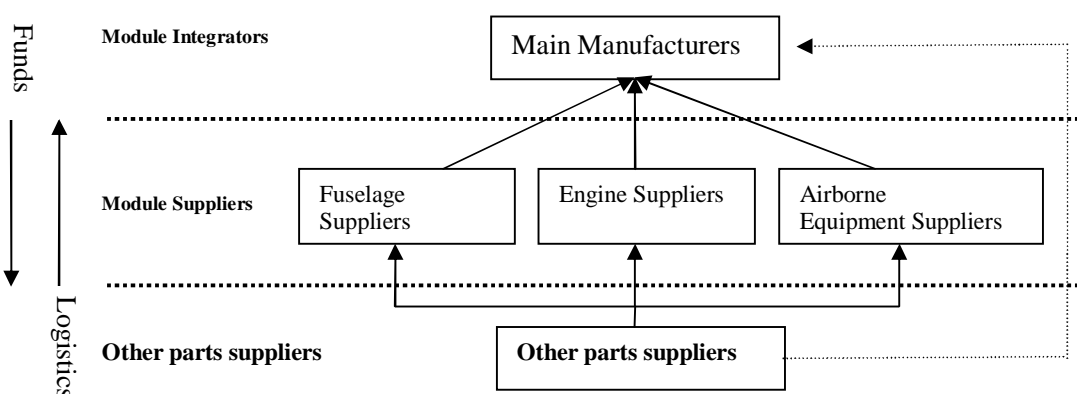 Funds
Logistics
Module Integrators
Main Manufacturers
Module Suppliers
Fuselage
Suppliers
Engine Suppliers
Airborne
Equipment Suppliers
Other parts suppliers
Other parts suppliers